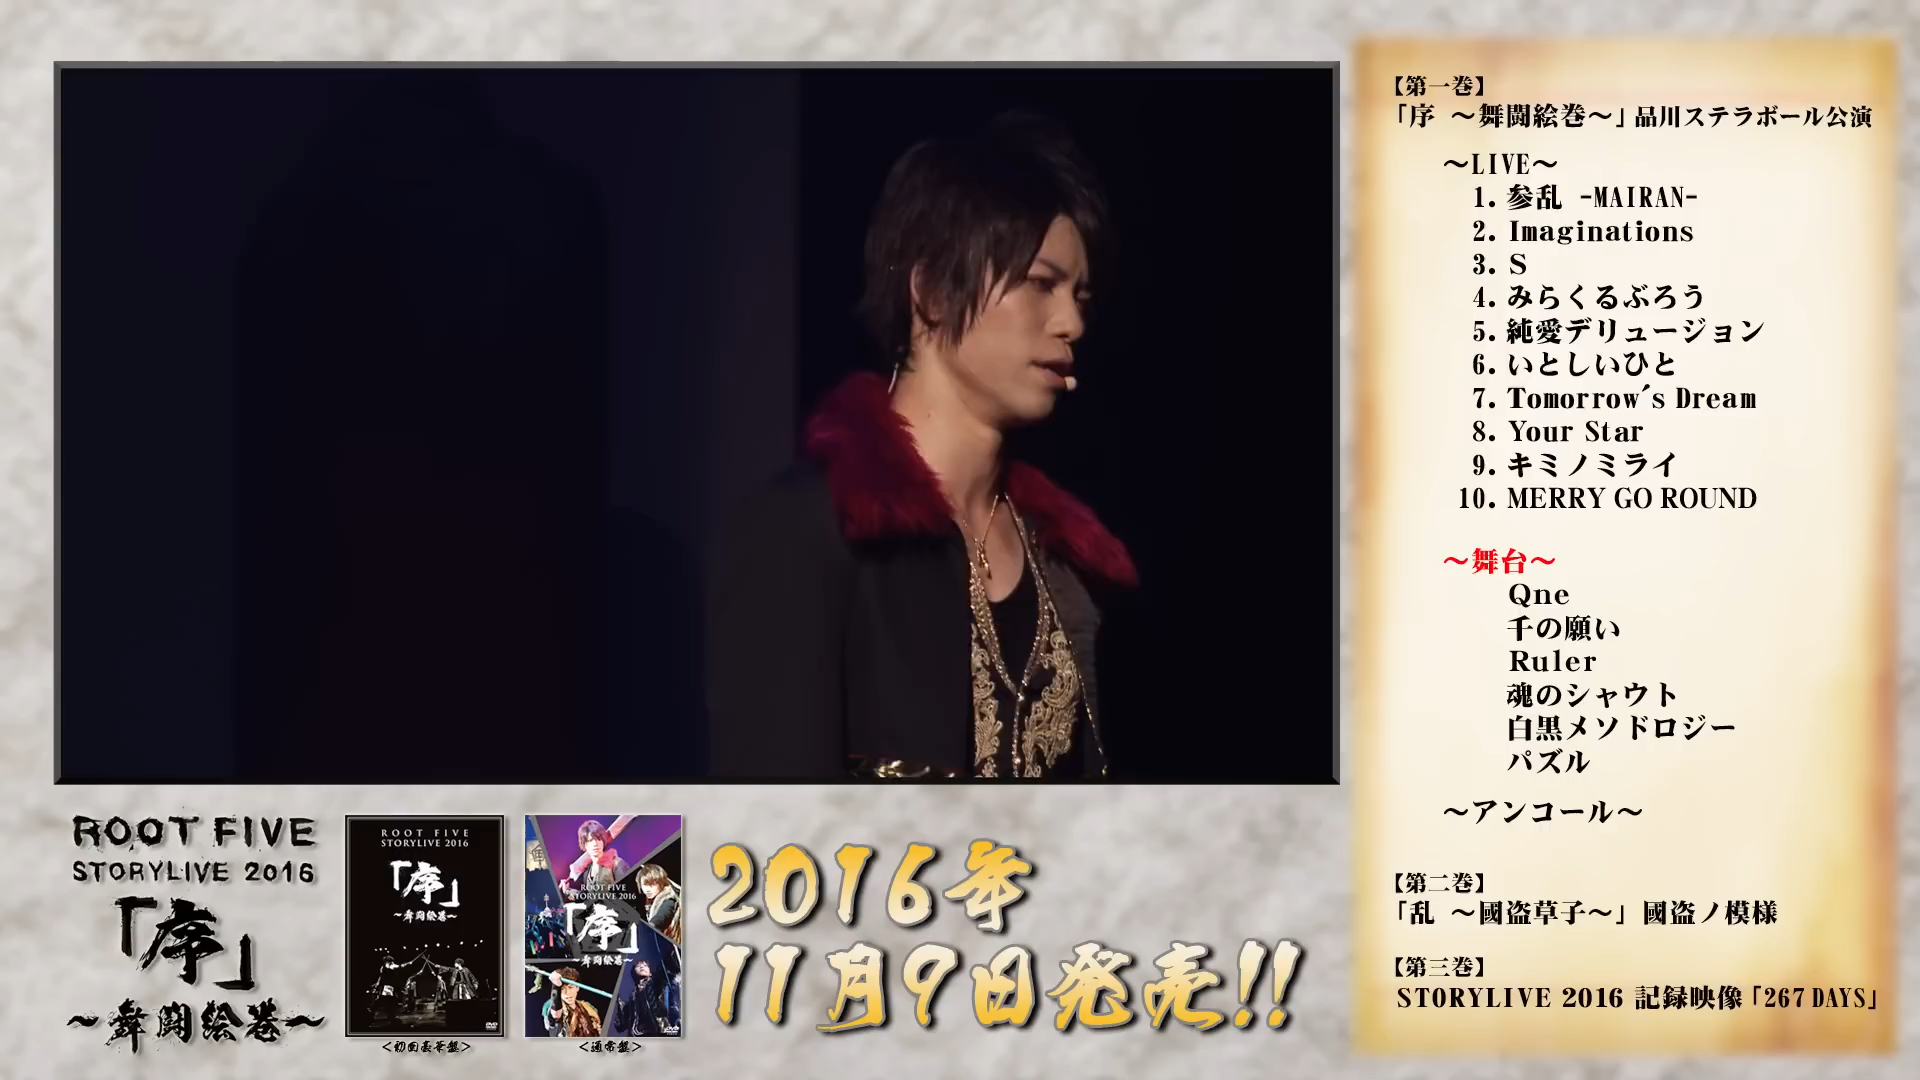 【第一巻】
「序 ～舞闘絵巻～」品川ステラボール公演
～LIVE～
1. 参乱 -MAIRAN-
2. Imaginations
3. S
4. みらくるぶろう
5. 純愛デリュージョン
6. いとしいひと
7. Tomorrow's Dream
8. Your Star
9. キミノミライ
10. MERRY GO ROUND
～舞台～
Qne
千の願い
Ruler
魂のシャウト
白黒メソドロジー
パズル
～アンコール～
【第二巻】
「乱 ～國盗草子～」國盗ノ模様
【第三巻】
STORYLIVE 2016 記録映像「267 DAYS」
ROOT FIVE
STORYLIVE 2016
「序」
～舞闘絵巻～
ROOT FIVE
STORYLIVE 2016
「序」
～舞闘絵巻～
DVD
<初回豪華盤>
ROOT FIVE
STORYLIVE 2016
「序」
～舞闘絵巻～
DVD
<通常盤>
2016年
11月9日発売!!